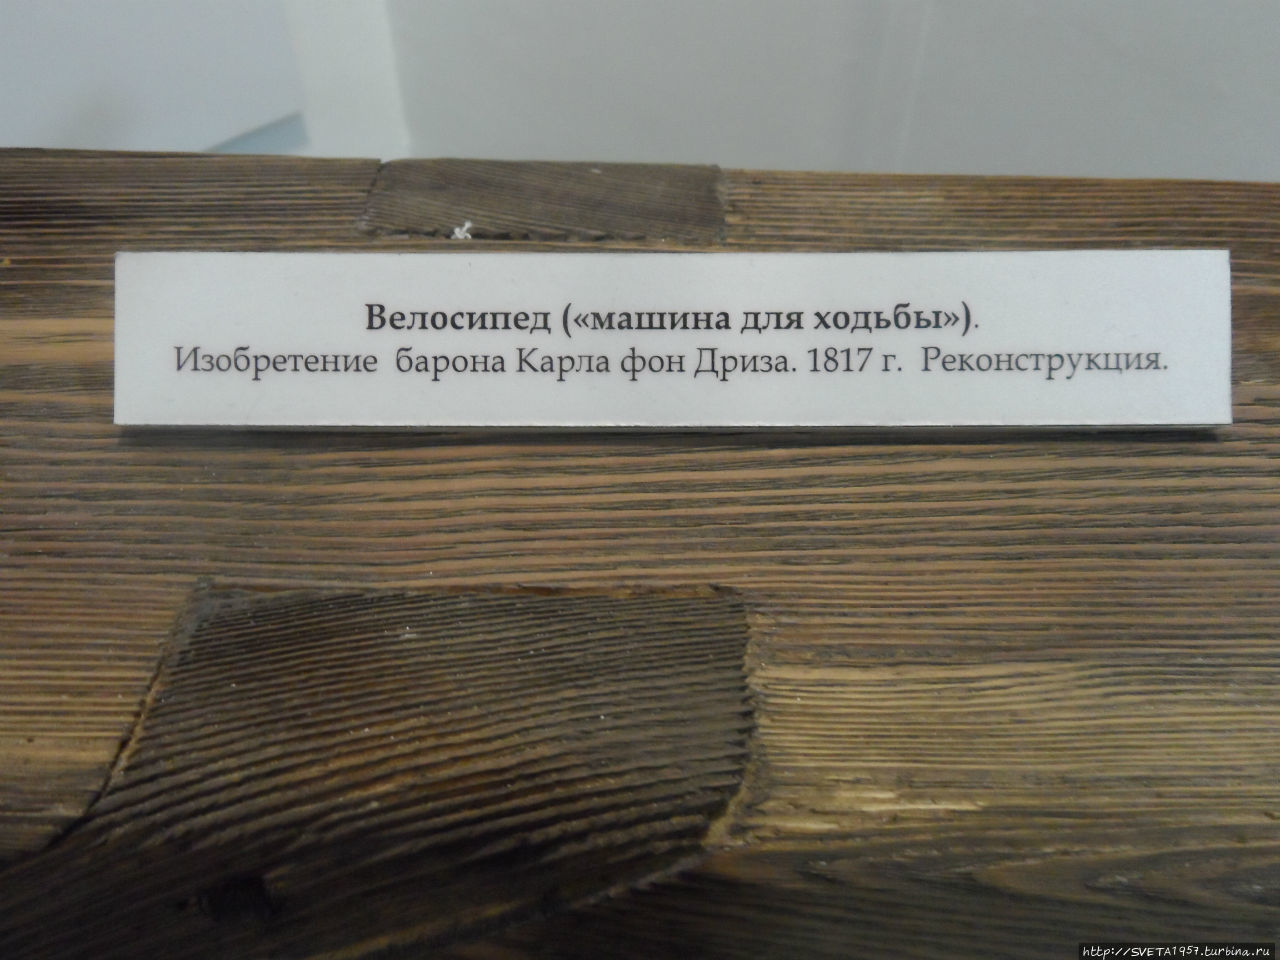 Велосипед («машина для ходьбы»).
Изобретение барона Карла фон Дриза. 1817 г. Реконструкция.
http://SVETA1957.turbina.ru